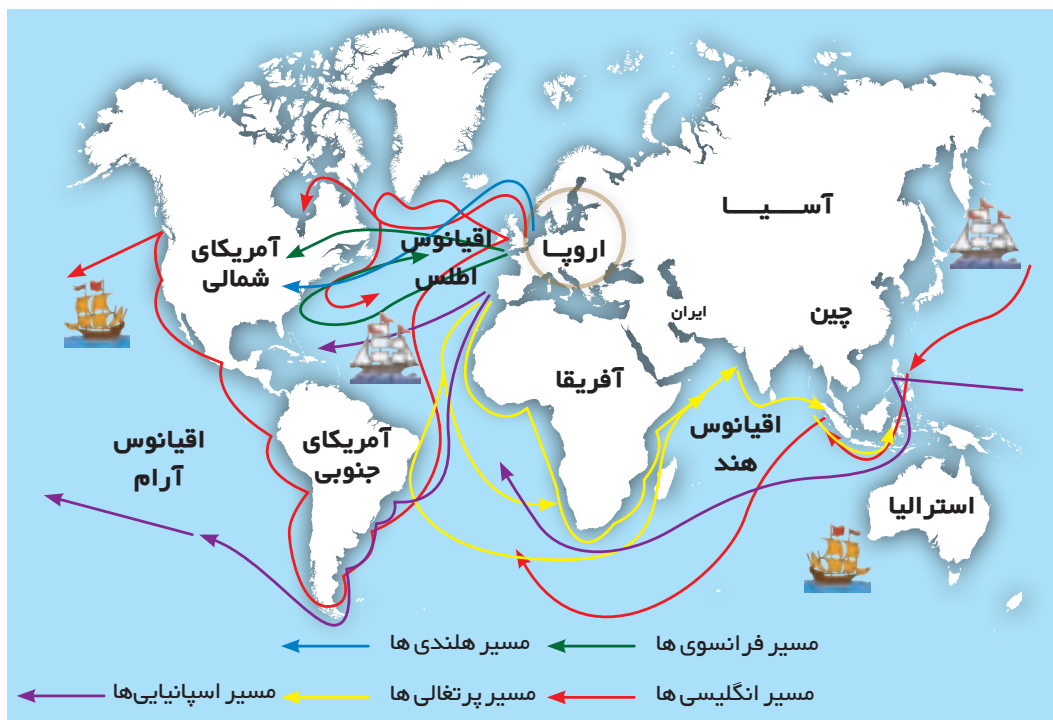 آســـیـــا
اروپـا
اقیانوس
اطلس
آمریکای
شمالی
ایران
چین
آفریقا
اقیانوس
هند
آمریکای
جنوبی
اقیانوس
آرام
استرالیا
مسیر فرانسوی ها
مسیر هلندی ها
مسیر انگلیسی ها
مسیر پرتغالی ها
مسیر اسپانیایی‌ها